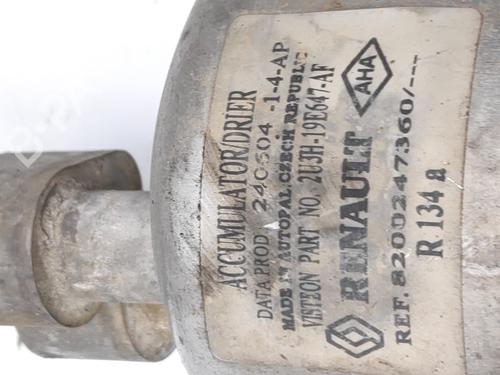 ACCUMULATOR/DRIER
DATA PROD. 240604 -1-4-AP
MADE IN AUTOPAL, CZECH REPUBLIC
VISTEON PART NO. 2U3H-19E647-AF
RENAULT AHA
REF. 8200247360/---
R 134 a